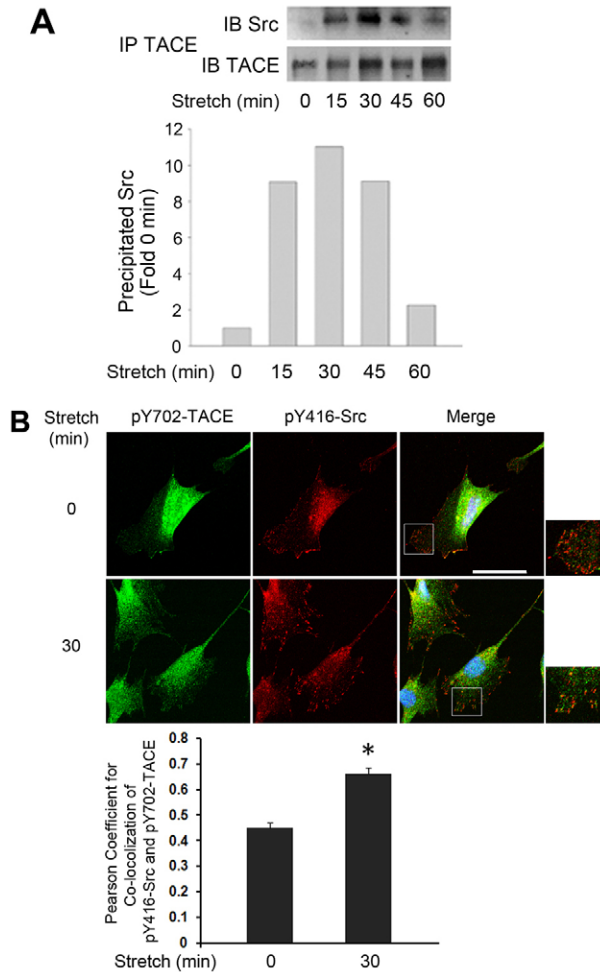 A
IP TACE
IB Src
IB TACE
Stretch (min) 0 15 30 45 60
Precipitated Src
(Fold 0 min)
12
10
8
6
4
2
0
Stretch (min) 0 15 30 45 60
B
Stretch
(min)
pY702-TACE pY416-Src Merge
0
30
Pearson Coefficient for
Co-locolization of
pY416-Src and pY702-TACE
0.8
0.7
0.6
0.5
0.4
0.3
0.2
0.1
0
*
Stretch (min) 0 30